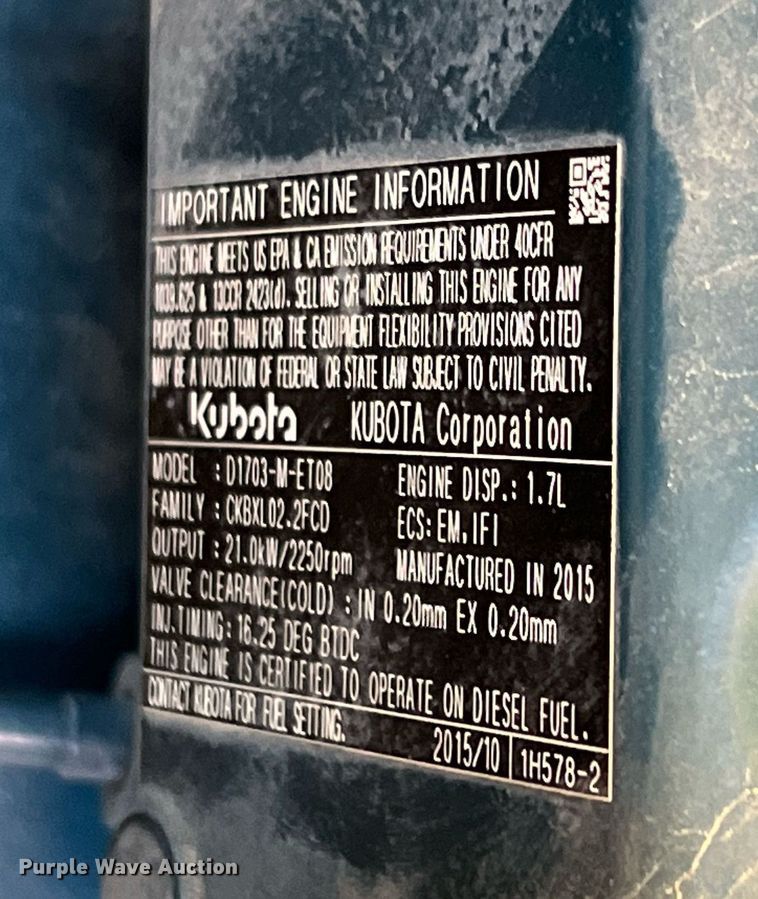 IMPORTANT ENGINE INFORMATION
THIS ENGINE MEETS US EPA & CA EMISSION REQUIREMENTS UNDER 40CFR
1039.625 & 13CCR 2423(d). SELLING OR INSTALLING THIS ENGINE FOR ANY
PURPOSE OTHER THAN FOR THE EQUIPMENT FLEXIBILITY PROVISIONS CITED
MAY BE A VIOLATION OF FEDERAL OR STATE LAW SUBJECT TO CIVIL PENALTY.
Kubota KUBOTA Corporation
MODEL : D1703-M-ET08 ENGINE DISP.: 1.7L
FAMILY : CKBXL02.2FCD ECS: EM, IFI
OUTPUT : 21.0kW/2250rpm MANUFACTURED IN 2015
VALVE CLEARANCE(COLD) : IN 0.20mm EX 0.20mm
INJ.TIMING: 16.25 DEG BTDC
THIS ENGINE IS CERTIFIED TO OPERATE ON DIESEL FUEL.
CONTACT KUBOTA FOR FUEL SETTING. 2015/10 1H578-2
Purple Wave Auction